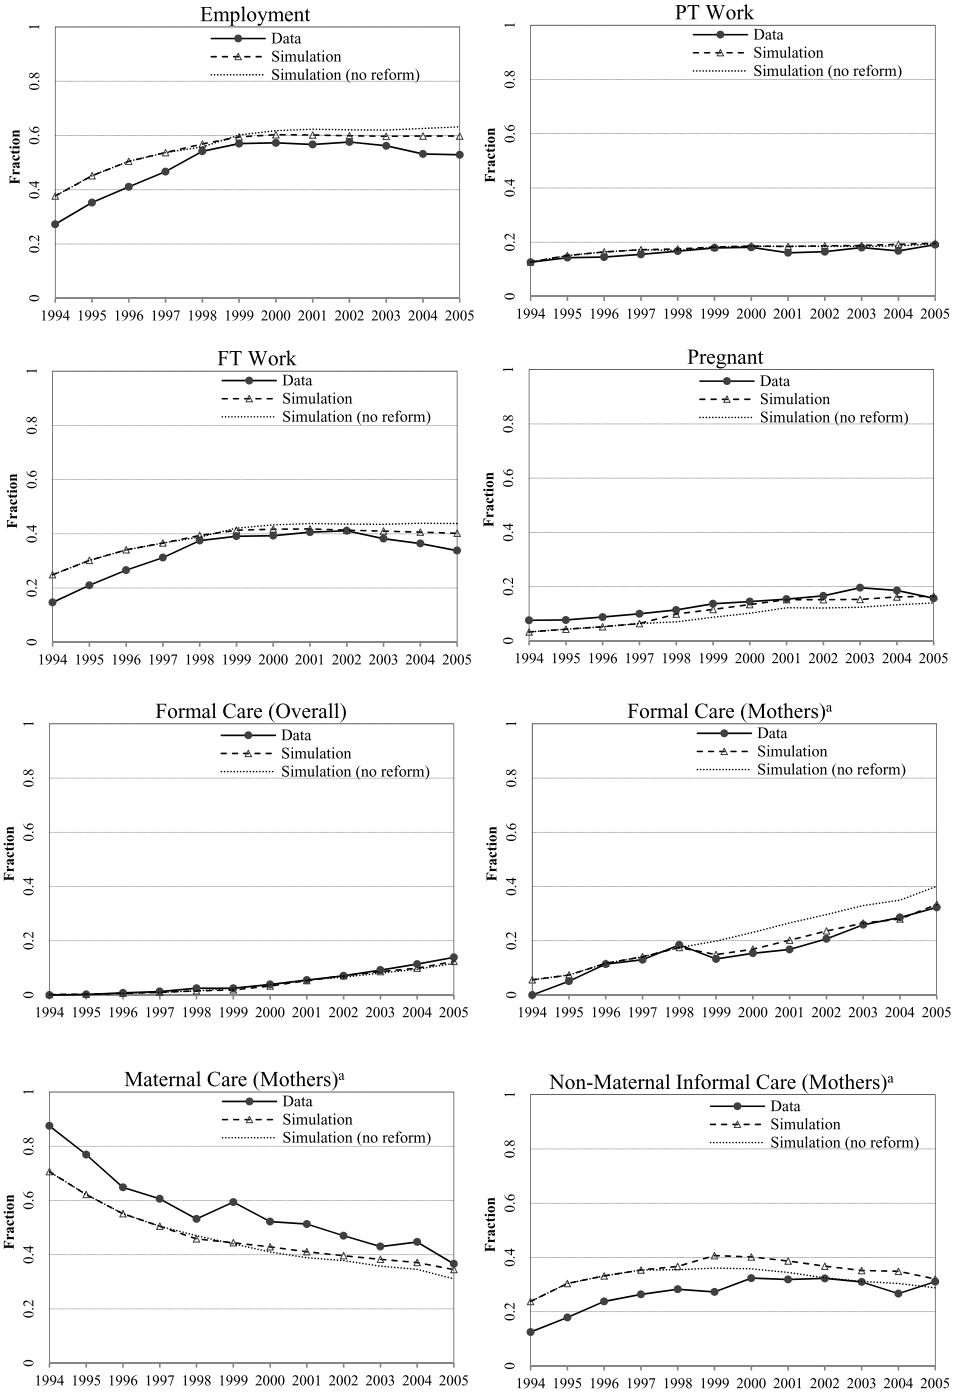 Employment
Data
Simulation
Simulation (no reform)
Fraction
0 0.2 0.4 0.6 0.8 1
1994 1995 1996 1997 1998 1999 2000 2001 2002 2003 2004 2005
PT Work
Data
Simulation
Simulation (no reform)
Fraction
0 0.2 0.4 0.6 0.8 1
1994 1995 1996 1997 1998 1999 2000 2001 2002 2003 2004 2005
FT Work
Data
Simulation
Simulation (no reform)
Fraction
0 0.2 0.4 0.6 0.8 1
1994 1995 1996 1997 1998 1999 2000 2001 2002 2003 2004 2005
Pregnant
Data
Simulation
Simulation (no reform)
Fraction
0 0.2 0.4 0.6 0.8 1
1994 1995 1996 1997 1998 1999 2000 2001 2002 2003 2004 2005
Formal Care (Overall)
Data
Simulation
Simulation (no reform)
Fraction
0 0.2 0.4 0.6 0.8 1
1994 1995 1996 1997 1998 1999 2000 2001 2002 2003 2004 2005
Formal Care (Mothers)ᵃ
Data
Simulation
Simulation (no reform)
Fraction
0 0.2 0.4 0.6 0.8 1
1994 1995 1996 1997 1998 1999 2000 2001 2002 2003 2004 2005
Maternal Care (Mothers)ᵃ
Data
Simulation
Simulation (no reform)
Fraction
0 0.2 0.4 0.6 0.8 1
1994 1995 1996 1997 1998 1999 2000 2001 2002 2003 2004 2005
Non-Maternal Informal Care (Mothers)ᵃ
Data
Simulation
Simulation (no reform)
Fraction
0 0.2 0.4 0.6 0.8 1
1994 1995 1996 1997 1998 1999 2000 2001 2002 2003 2004 2005